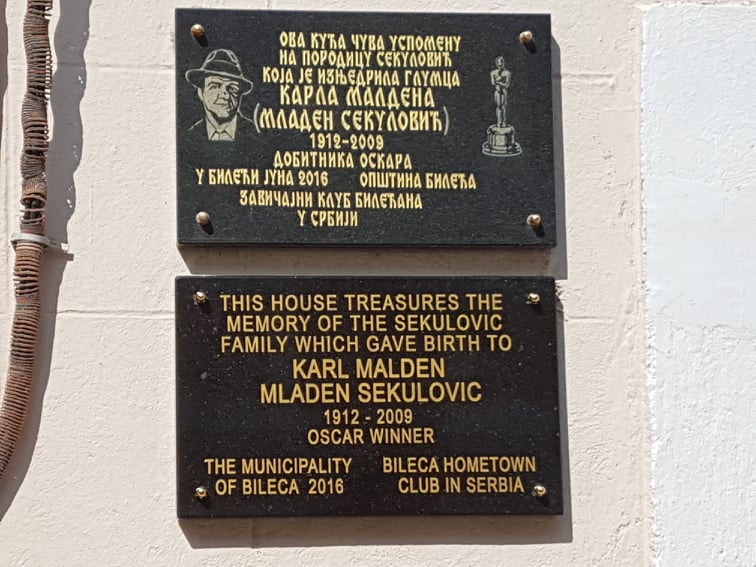 ОВА КУЋА ЧУВА УСПОМЕНУ
НА ПОРОДИЦУ СЕКУЛОВИЋ
КОЈА ЈЕ ИЗЊЕДРИЛА ГЛУМЦА
КАРЛА МАЛДЕНА
(МЛАДЕН СЕКУЛОВИЋ)
1912-2009
ДОБИТНИКА ОСКАРА
У БИЛЕЋИ ЈУНА 2016 ОПШТИНА БИЛЕЋА
ЗАВИЧАЈНИ КЛУБ БИЛЕЋАНА
У СРБИЈИ
THIS HOUSE TREASURES THE
MEMORY OF THE SEKULOVIC
FAMILY WHICH GAVE BIRTH TO
KARL MALDEN
MLADEN SEKULOVIC
1912 - 2009
OSCAR WINNER
THE MUNICIPALITY
OF BILECA 2016
BILECA HOMETOWN
CLUB IN SERBIA